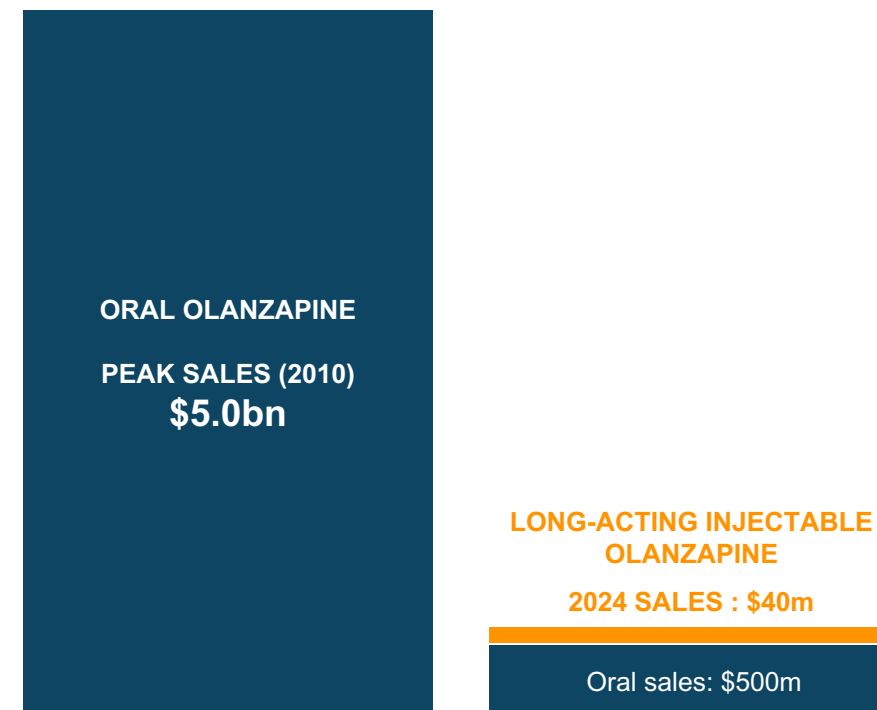 ORAL OLANZAPINE
PEAK SALES (2010)
$5.0bn
LONG-ACTING INJECTABLE
OLANZAPINE
2024 SALES : $40m
Oral sales: $500m